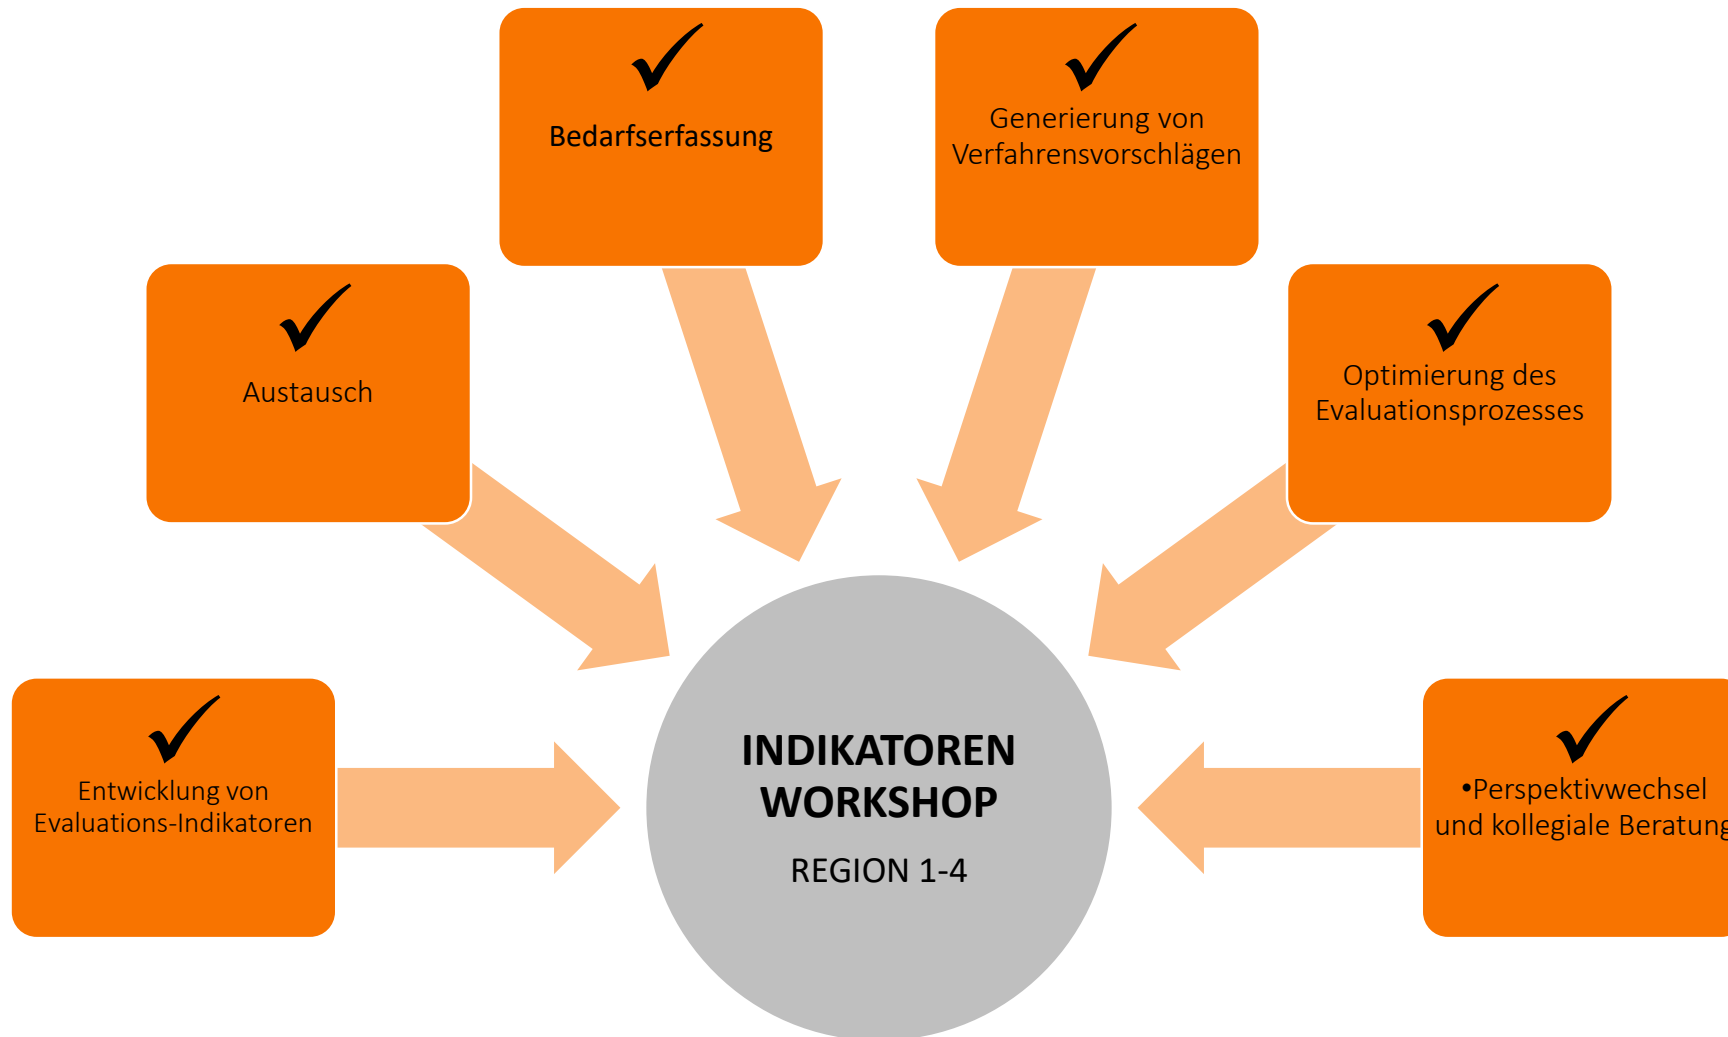 Bedarfserfassung
Generierung von
Verfahrensvorschlägen
Austausch
Optimierung des
Evaluationsprozesses
Entwicklung von
Evaluations-Indikatoren
INDIKATOREN
WORKSHOP
REGION 1-4
•Perspektivwechsel
und kollegiale Beratung